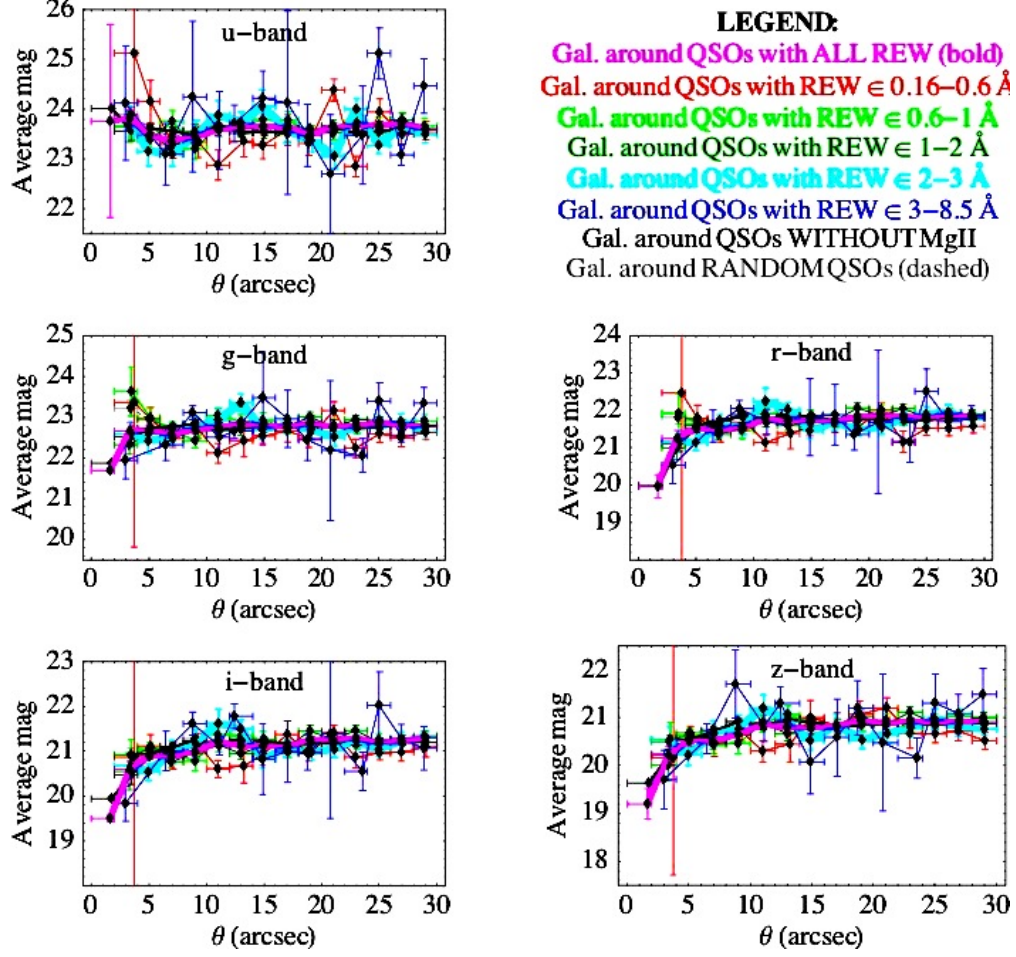 u−band
26
25
24
23
22
Average mag
0 5 10 15 20 25 30
θ (arcsec)
LEGEND:
Gal. around QSOs with ALL REW (bold)
Gal. around QSOs with REW ∈ 0.16−0.6 Å
Gal. around QSOs with REW ∈ 0.6−1 Å
Gal. around QSOs with REW ∈ 1−2 Å
Gal. around QSOs with REW ∈ 2−3 Å
Gal. around QSOs with REW ∈ 3−8.5 Å
Gal. around QSOs WITHOUT MgII
Gal. around RANDOM QSOs (dashed)
g−band
25
24
23
22
21
20
Average mag
0 5 10 15 20 25 30
θ (arcsec)
r−band
24
23
22
21
20
19
Average mag
0 5 10 15 20 25 30
θ (arcsec)
i−band
23
22
21
20
19
Average mag
0 5 10 15 20 25 30
θ (arcsec)
z−band
22
21
20
19
18
Average mag
0 5 10 15 20 25 30
θ (arcsec)